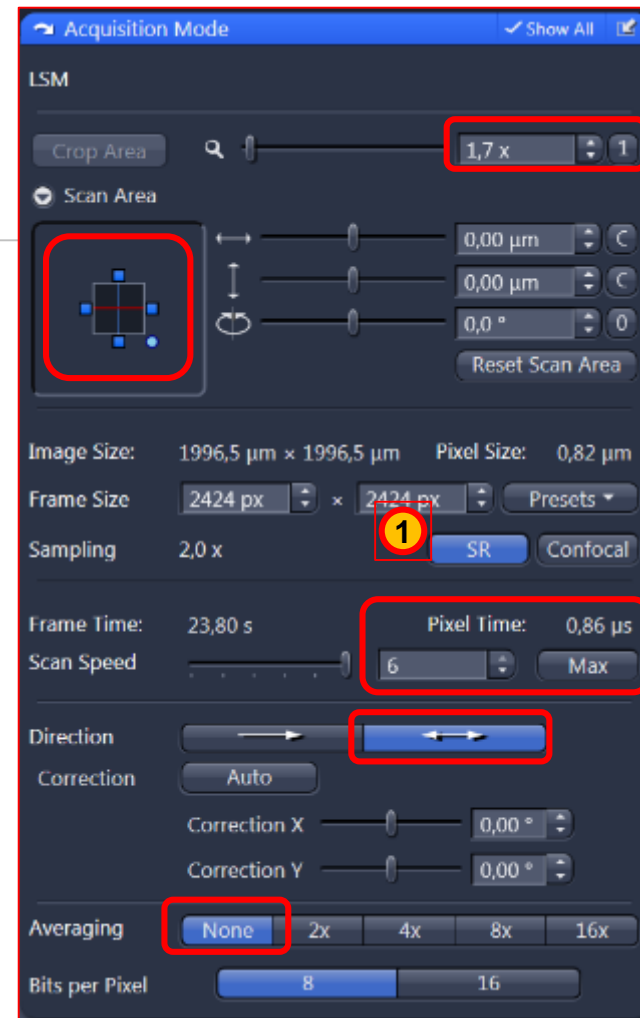 Acquisition Mode Show All
LSM
Crop Area 1,7 x 1
Scan Area
0,00 µm C
0,00 µm C
0,0 ° 0
Reset Scan Area
Image Size: 1996,5 µm × 1996,5 µm Pixel Size: 0,82 µm
Frame Size 2424 px × 2424 px Presets
1
Sampling 2,0 x SR Confocal
Frame Time: 23,80 s Pixel Time: 0,86 µs
Scan Speed 6 Max
Direction
Correction Auto
Correction X 0,00 °
Correction Y 0,00 °
Averaging None 2x 4x 8x 16x
Bits per Pixel 8 16